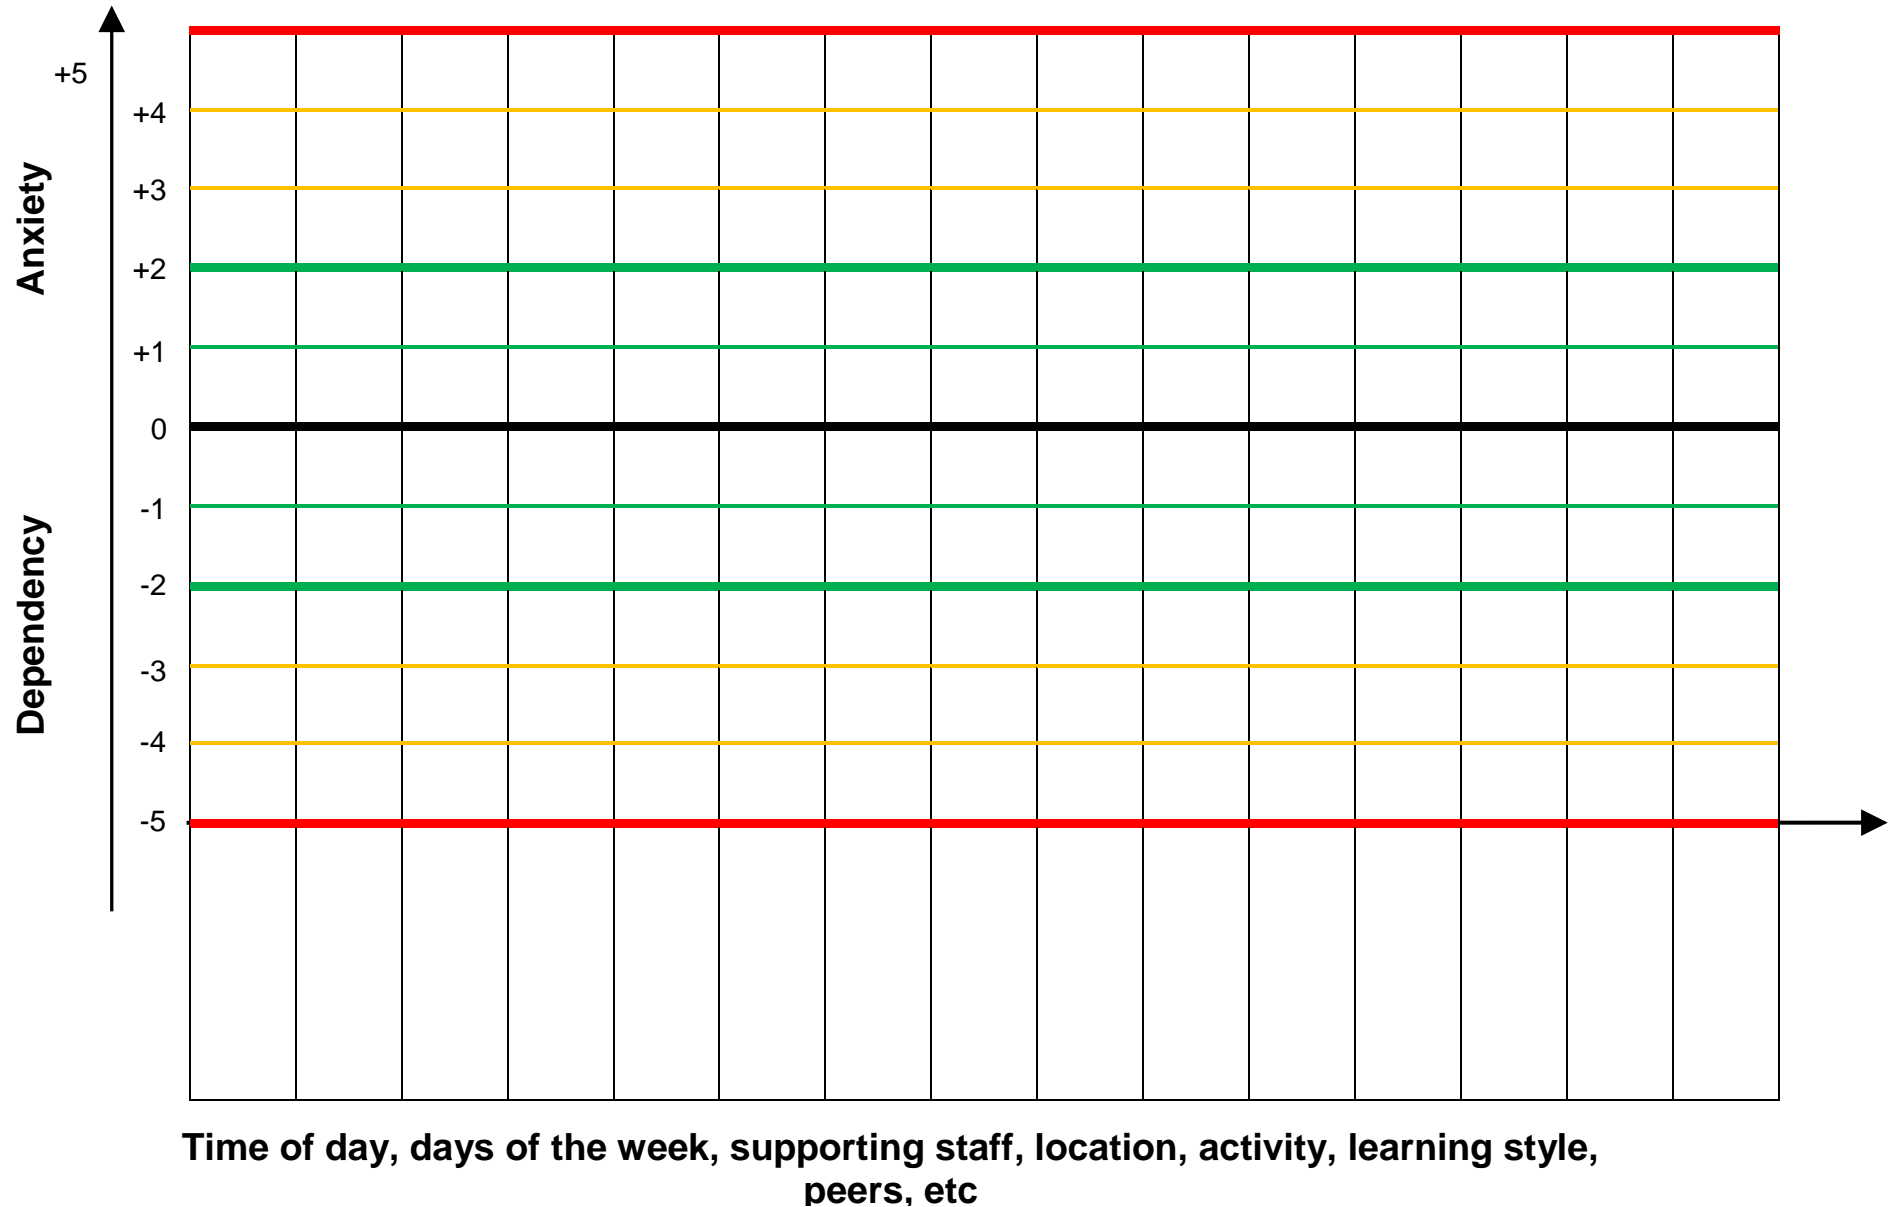 +5
+4
+3
Anxiety
+2
+1
0
-1
Dependency
-2
-3
-4
-5
Time of day, days of the week, supporting staff, location, activity, learning style,
peers, etc